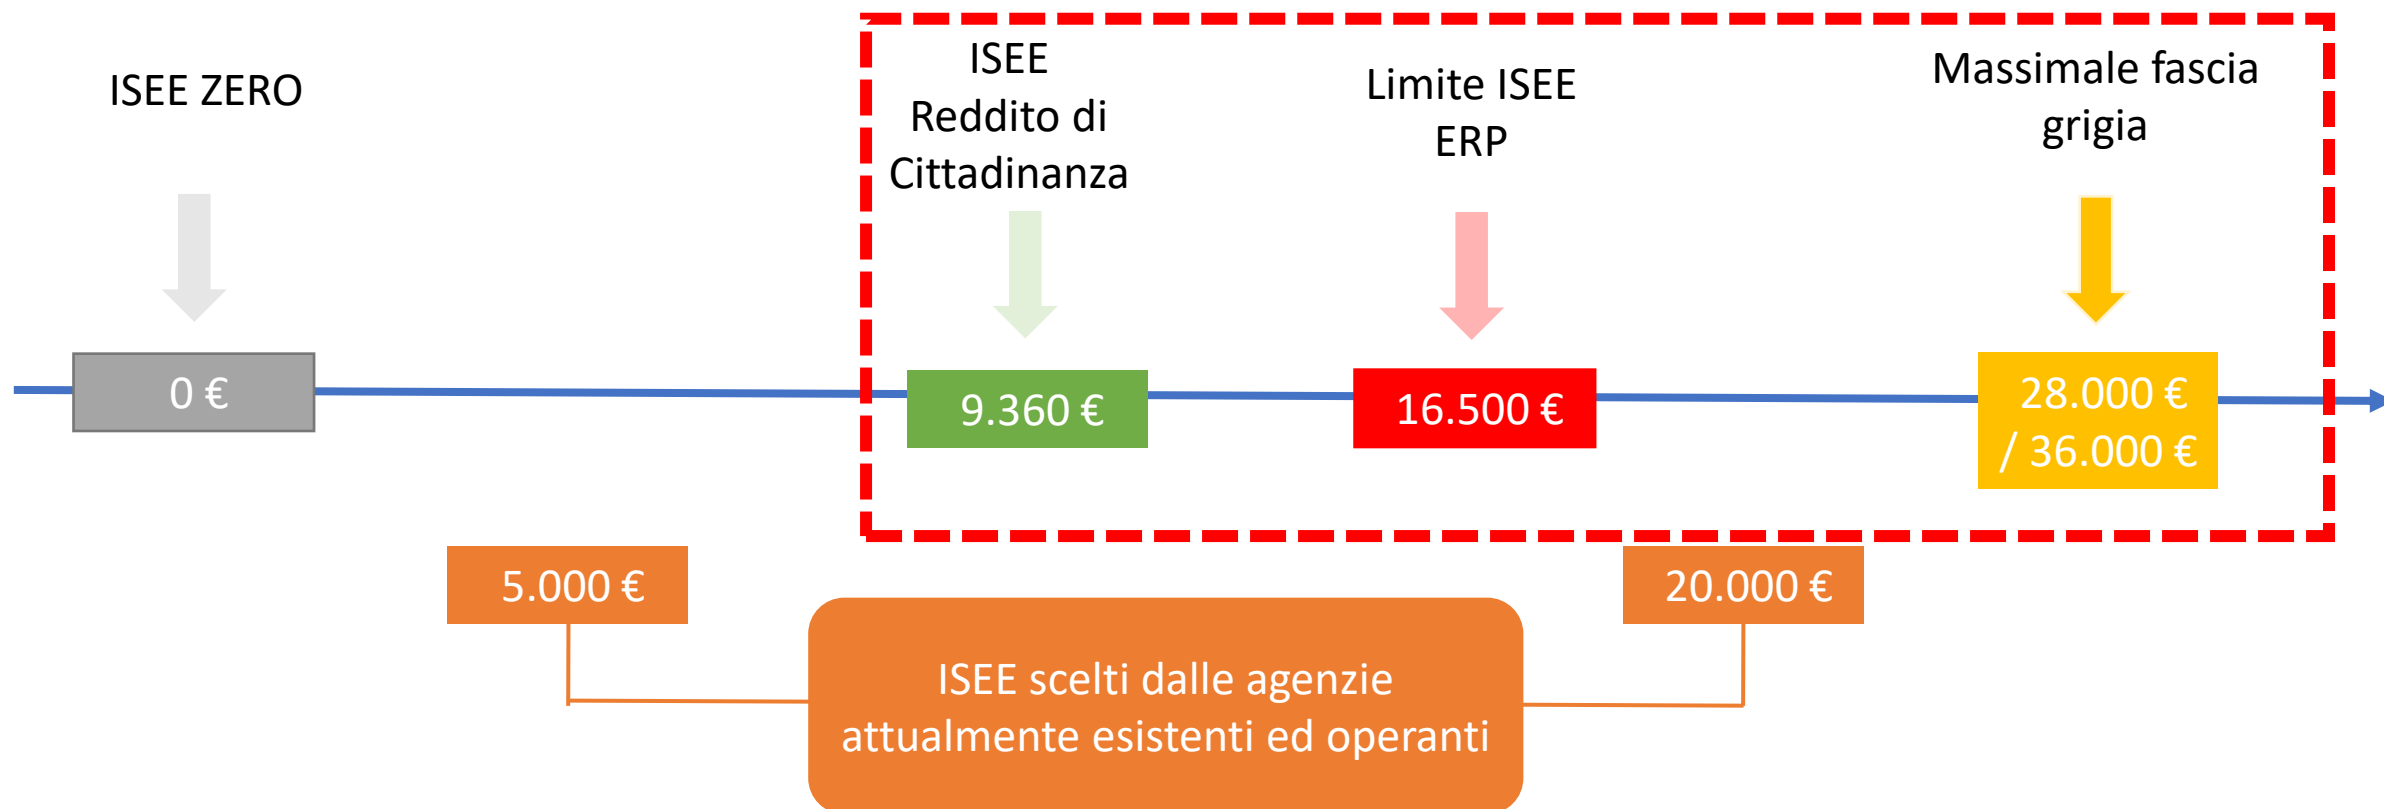 ISEE ZERO
ISEE
Reddito di
Cittadinanza
Limite ISEE
ERP
Massimale fascia
grigia
0 €
9.360 €
16.500 €
28.000 €
/ 36.000 €
5.000 €
20.000 €
ISEE scelti dalle agenzie
attualmente esistenti ed operanti